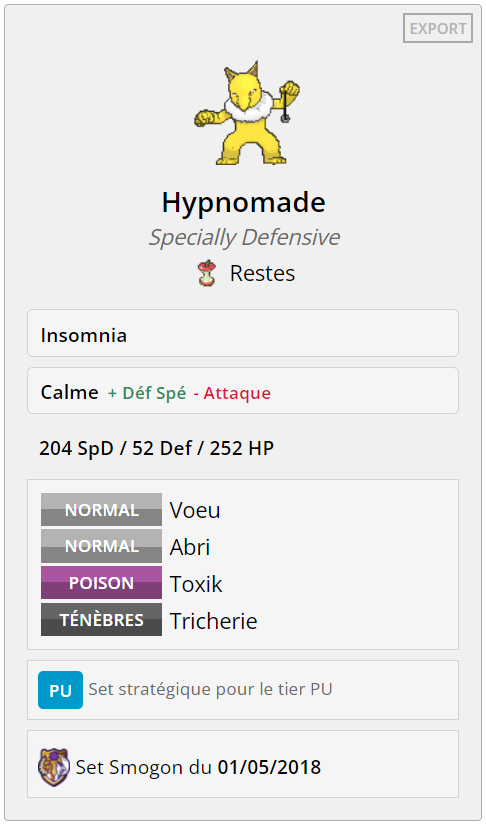 EXPORT
Hypnomade
Specially Defensive
Restes
Insomnia
Calme + Déf Spé - Attaque
204 SpD / 52 Def / 252 HP
NORMAL Voeu
NORMAL Abri
POISON Toxik
TÉNÈBRES Tricherie
PU Set stratégique pour le tier PU
Set Smogon du 01/05/2018